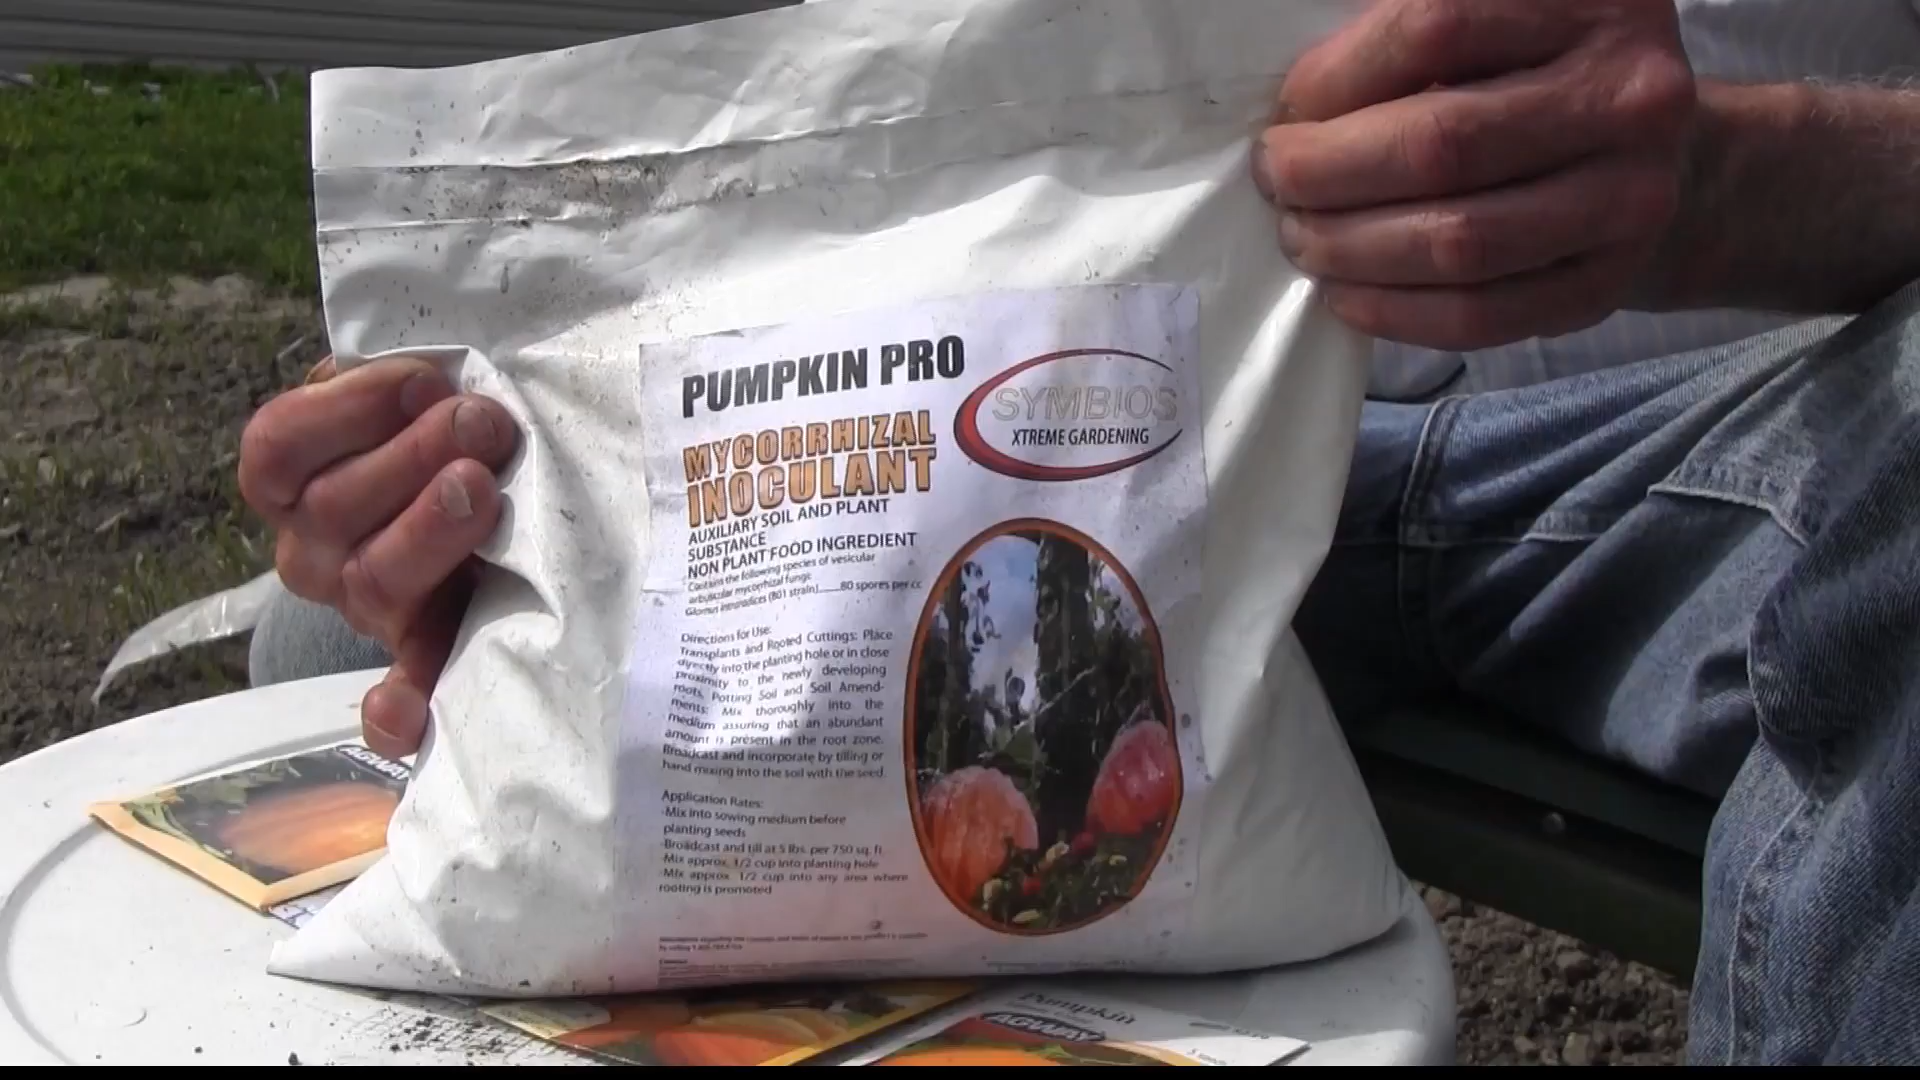 PUMPKIN PRO
SYMBIOS
XTREME GARDENING
MYCORRHIZAL
INOCULANT
AUXILIARY SOIL AND PLANT
SUBSTANCE
NON PLANT FOOD INGREDIENT
Contains the following species of vesicular
arbuscular mycorrhizal fungi:
Glomus intraradices (801 strain)......80 spores per cc
Directions for Use:
Transplants and Rooted Cuttings: Place
directly into the planting hole or in close
proximity to the newly developing
roots. Potting Soil and Soil Amend-
ments: Mix thoroughly into the
medium assuring that an abundant
amount is present in the root zone.
Broadcast and incorporate by tilling or
hand mixing into the soil with the seed.
Application Rates:
-Mix into sowing medium before
planting seeds
-Broadcast and till at 5 lbs. per 750 sq. ft.
-Mix approx. 1/2 cup into planting hole
-Mix approx. 1/2 cup into any area where
rooting is promoted
AGWAY
Pumpkin
AGWAY